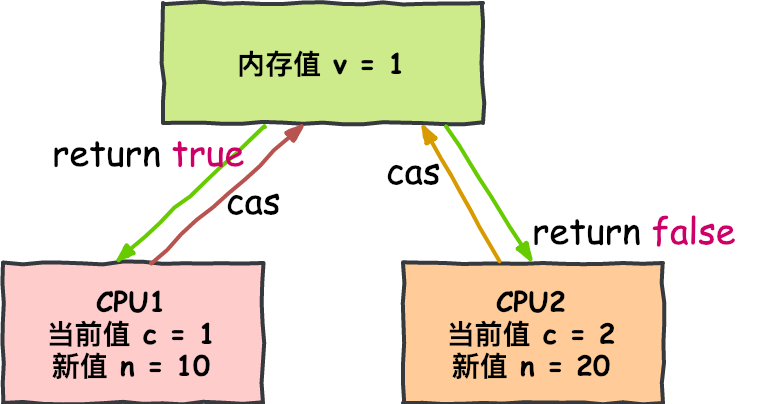 内存值 v = 1
return true
cas
cas
return false
CPU1
当前值 c = 1
新值 n = 10
CPU2
当前值 c = 2
新值 n = 20